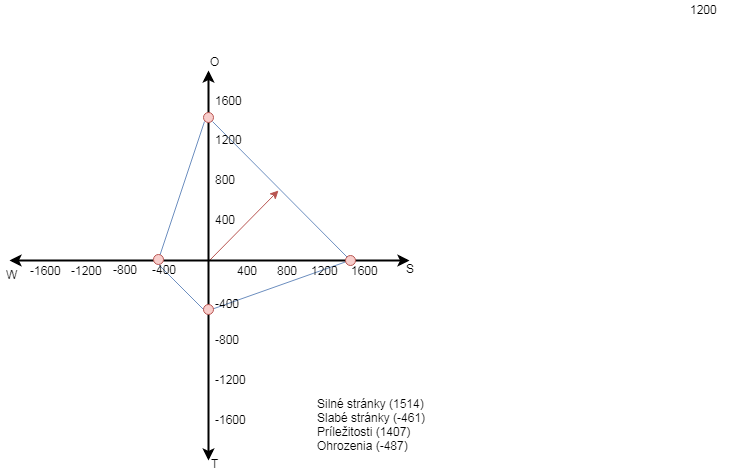 1200
O
1600
1200
800
400
W
-1600
-1200
-800
-400
400
800
1200
1600
S
-400
-800
-1200
-1600
T
Silné stránky (1514)
Slabé stránky (-461)
Príležitosti (1407)
Ohrozenia (-487)